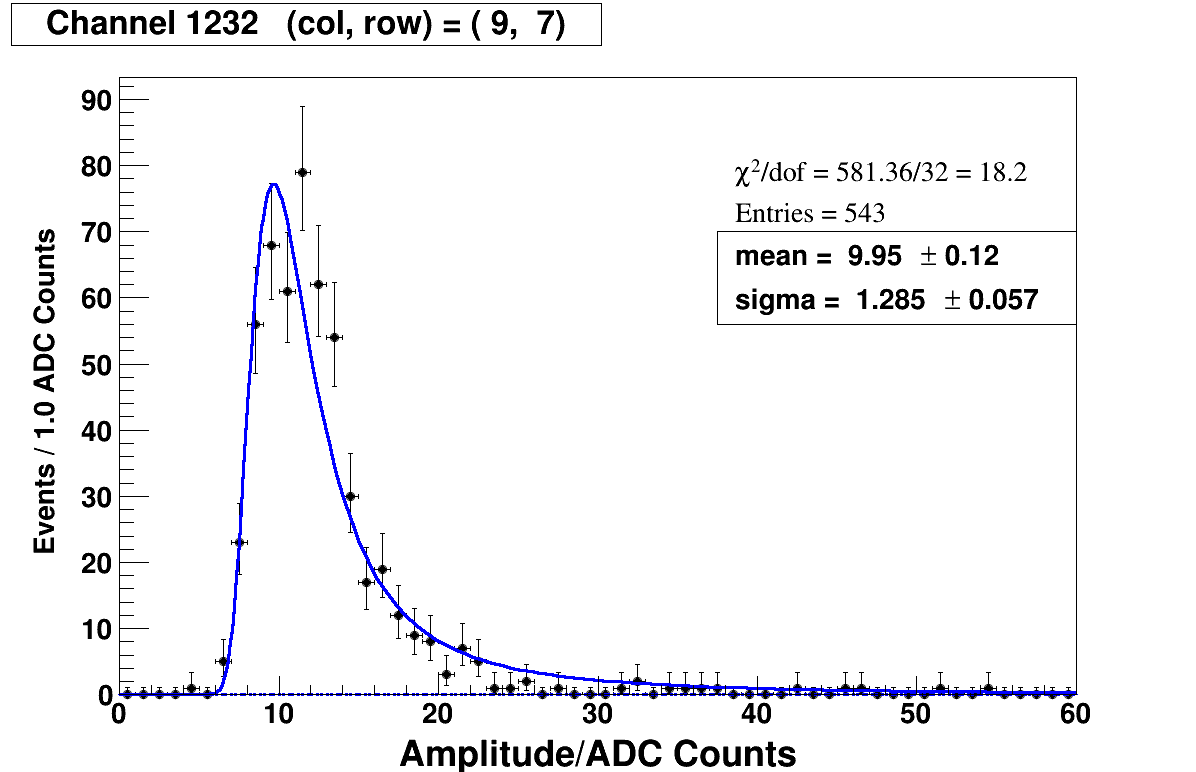 Channel 1232 (col, row) = ( 9, 7)
90
80
70
60
50
40
30
20
10
0
Events / 1.0 ADC Counts
χ²/dof = 581.36/32 = 18.2
Entries = 543
mean = 9.95 ± 0.12
sigma = 1.285 ± 0.057
0 10 20 30 40 50 60
Amplitude/ADC Counts